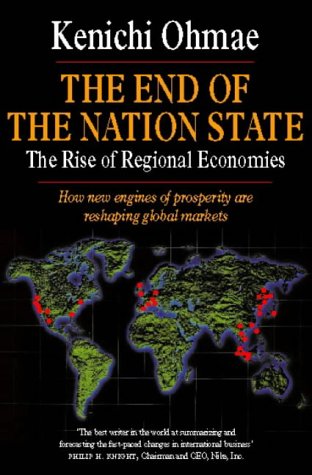 Kenichi Ohmae
THE END OF
THE NATION STATE
The Rise of Regional Economies
How new engines of prosperity are
reshaping global markets
'The best writer in the world at summarizing and
forecasting the fast-paced changes in international business'
PHILIP H. KNIGHT, Chairman and CEO, Nike, Inc.